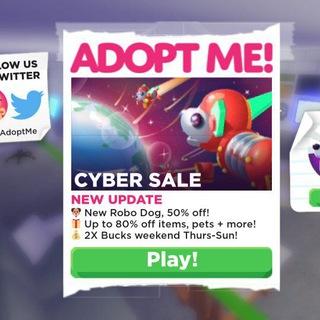 LOW US
WITTER
AdoptMe
ADOPT ME!
CYBER SALE
NEW UPDATE
New Robo Dog, 50% off!
Up to 80% off items, pets + more!
2X Bucks weekend Thurs-Sun!
Play!